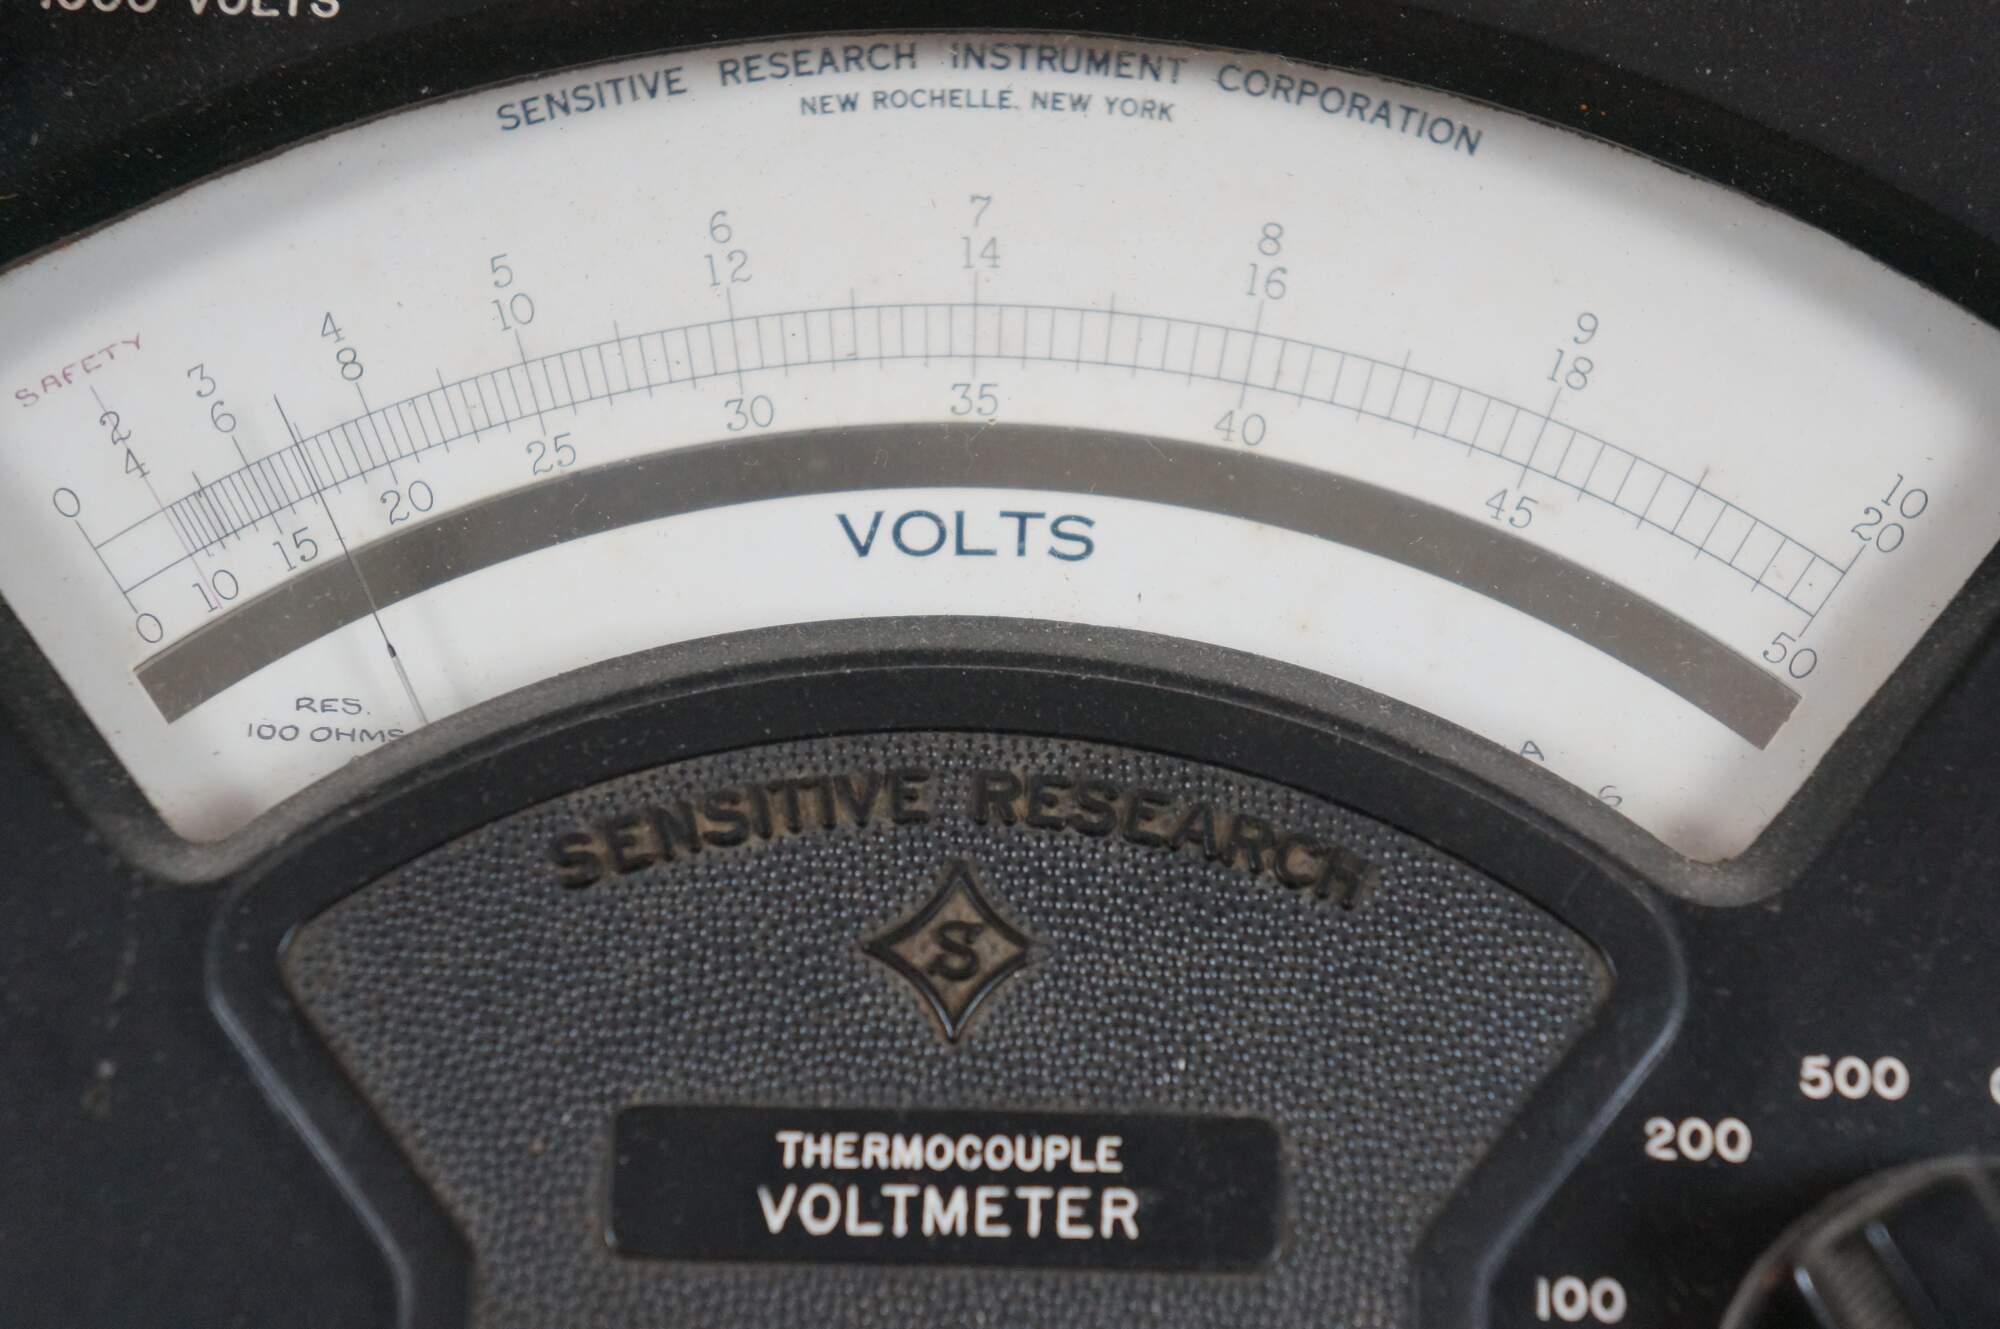 VOLTS
SENSITIVE RESEARCH INSTRUMENT CORPORATION
NEW ROCHELLE, NEW YORK
SAFETY
0 2 3 4 5 6 7 8 9 10
4 6 8 10 12 14 16 18 20
0 10 15 20 25 30 35 40 45 50
VOLTS
RES.
100 OHMS
A
SENSITIVE RESEARCH
S
THERMOCOUPLE
VOLTMETER
500
200
100